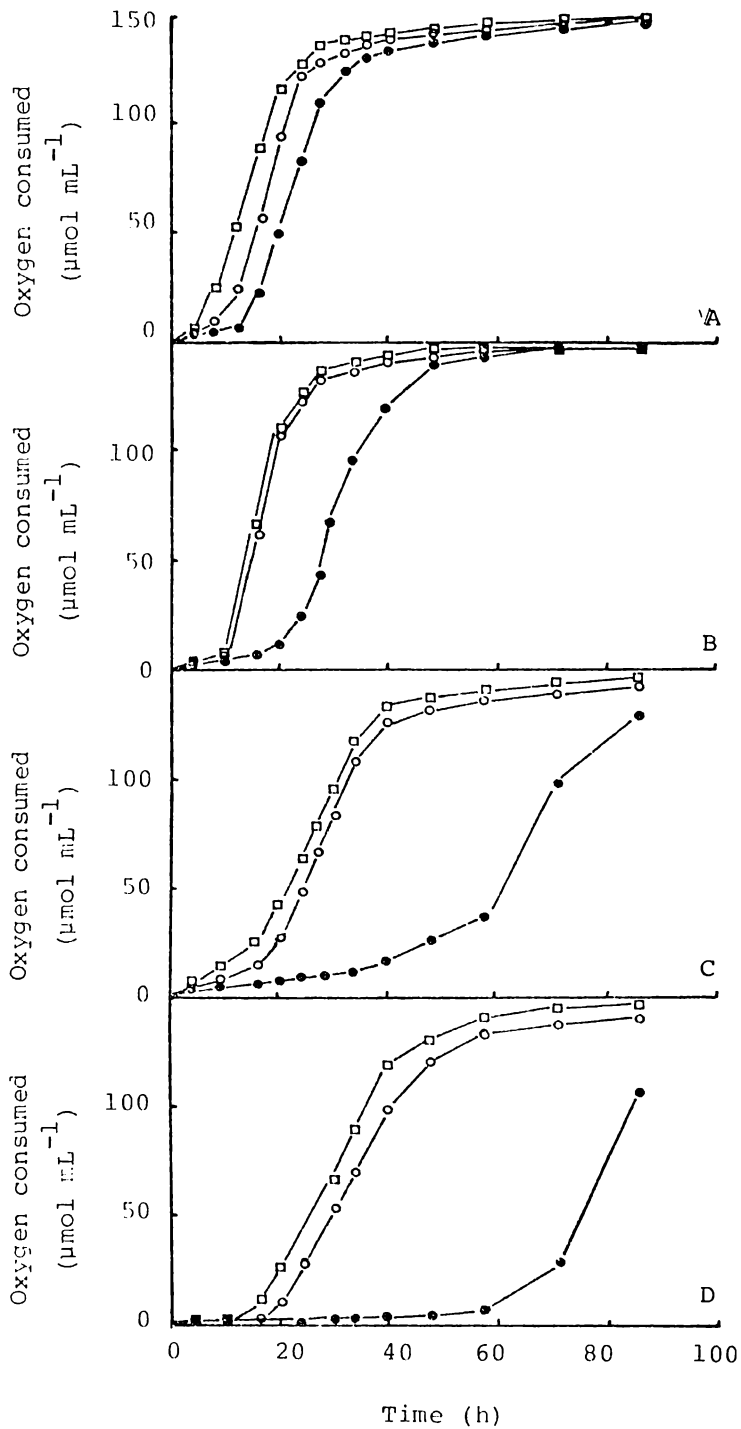 150
100
50
0
Oxygen consumed
(µmol mL⁻¹)
A
100
50
0
Oxygen consumed
(µmol mL⁻¹)
B
100
50
0
Oxygen consumed
(µmol mL⁻¹)
C
100
50
0
Oxygen consumed
(µmol mL⁻¹)
D
0 20 40 60 80 100
Time (h)